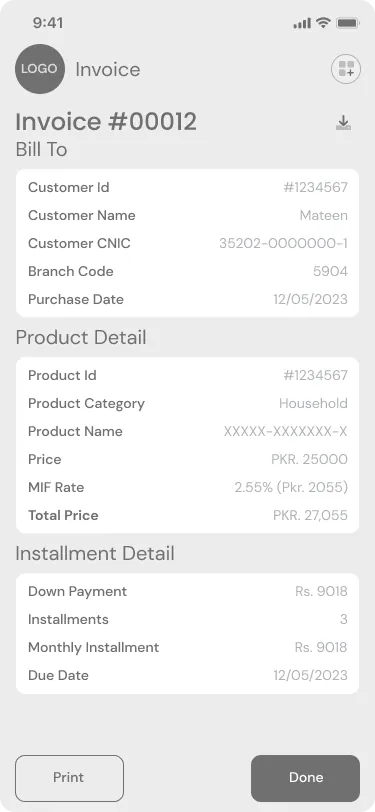 9:41
LOGO Invoice
Invoice #00012
Bill To
Customer Id #1234567
Customer Name Mateen
Customer CNIC 35202-0000000-1
Branch Code 5904
Purchase Date 12/05/2023
Product Detail
Product Id #1234567
Product Category Household
Product Name XXXXX-XXXXXXX-X
Price PKR. 25000
MIF Rate 2.55% (Pkr. 2055)
Total Price PKR. 27,055
Installment Detail
Down Payment Rs. 9018
Installments 3
Monthly Installment Rs. 9018
Due Date 12/05/2023
Print Done